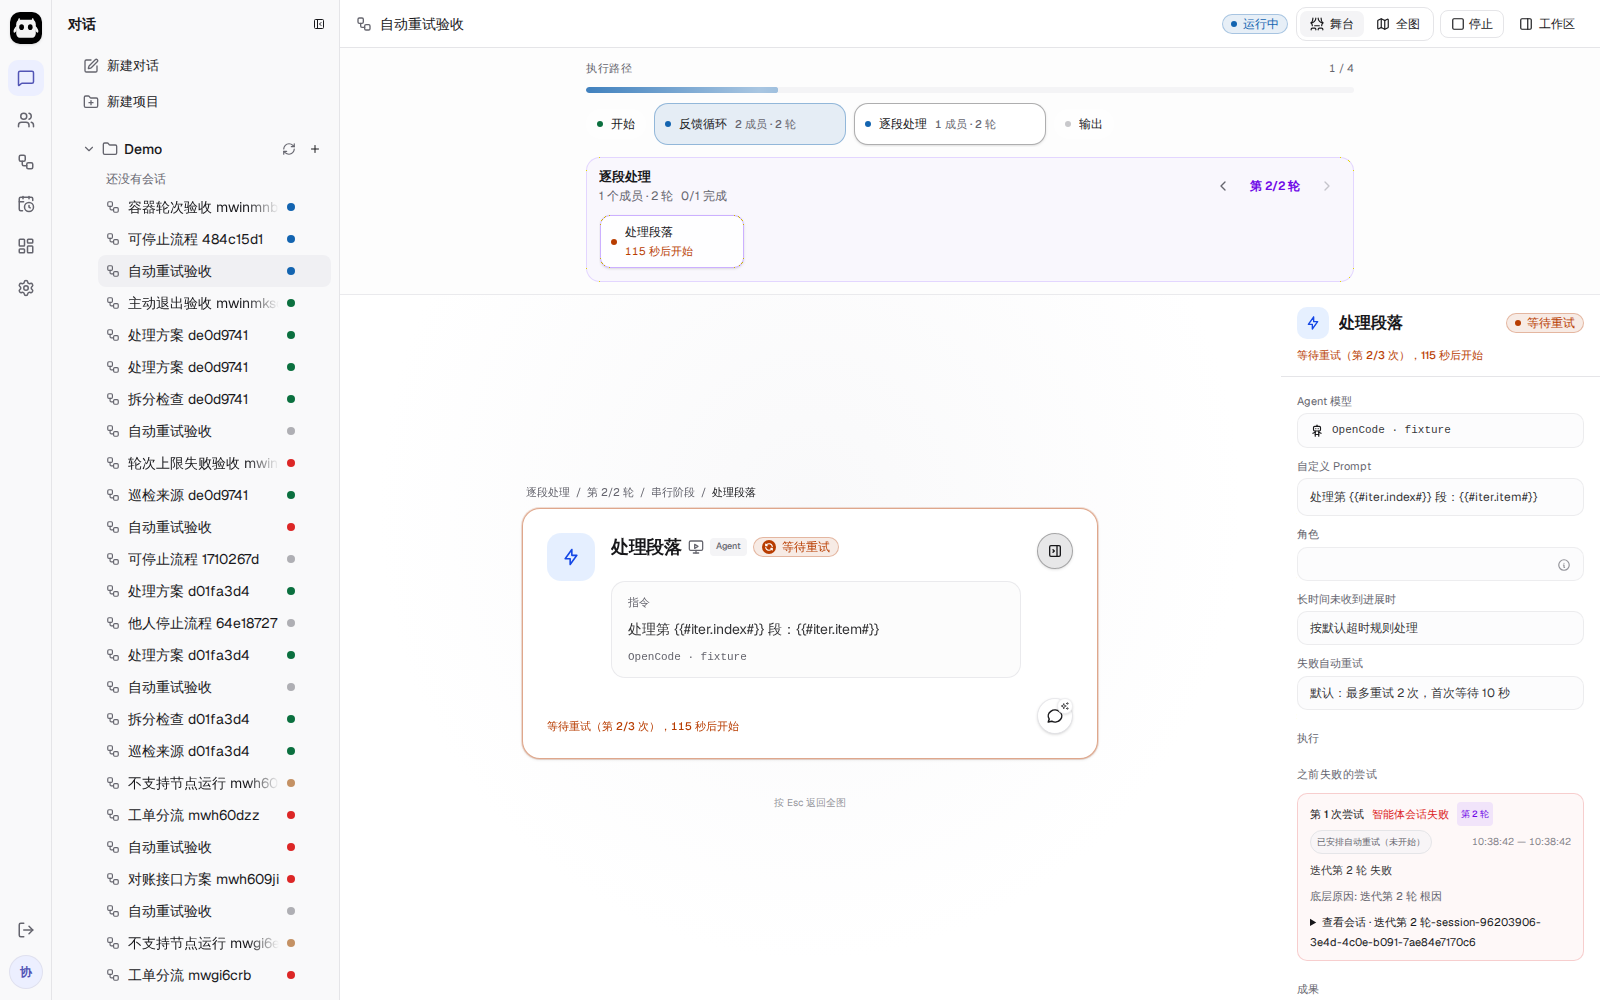 对话
新建对话
新建项目
Demo
还没有会话
容器轮次验收 mwinmnb
可停止流程 484c15d1
自动重试验收
主动退出验收 mwinmks
处理方案 de0d9741
处理方案 de0d9741
拆分检查 de0d9741
自动重试验收
轮次上限失败验收 mwin
巡检来源 de0d9741
自动重试验收
可停止流程 1710267d
处理方案 d01fa3d4
他人停止流程 64e18727
处理方案 d01fa3d4
自动重试验收
拆分检查 d01fa3d4
巡检来源 d01fa3d4
不支持节点运行 mwh60
工单分流 mwh60dzz
自动重试验收
对账接口方案 mwh609ji
自动重试验收
不支持节点运行 mwgi6e
工单分流 mwgi6crb
协
自动重试验收
运行中
舞台
全图
停止
工作区
执行路径
1 / 4
开始
反馈循环 2 成员 · 2 轮
逐段处理 1 成员 · 2 轮
输出
逐段处理
1 个成员 · 2 轮 0/1 完成
第 2/2 轮
处理段落
115 秒后开始
逐段处理 / 第 2/2 轮 / 串行阶段 / 处理段落
处理段落 Agent 等待重试
指令
处理第 {{#iter.index#}} 段：{{#iter.item#}}
OpenCode · fixture
等待重试（第 2/3 次），115 秒后开始
按 Esc 返回全图
处理段落
等待重试
等待重试（第 2/3 次），115 秒后开始
Agent 模型
OpenCode · fixture
自定义 Prompt
处理第 {{#iter.index#}} 段：{{#iter.item#}}
角色
长时间未收到进展时
按默认超时规则处理
失败自动重试
默认：最多重试 2 次，首次等待 10 秒
执行
之前失败的尝试
第 1 次尝试 智能体会话失败 第 2 轮
已安排自动重试（未开始） 10:38:42 — 10:38:42
迭代第 2 轮 失败
底层原因: 迭代第 2 轮 根因
查看会话 · 迭代第 2 轮-session-96203906-
3e4d-4c0e-b091-7ae84e7170c6
成果